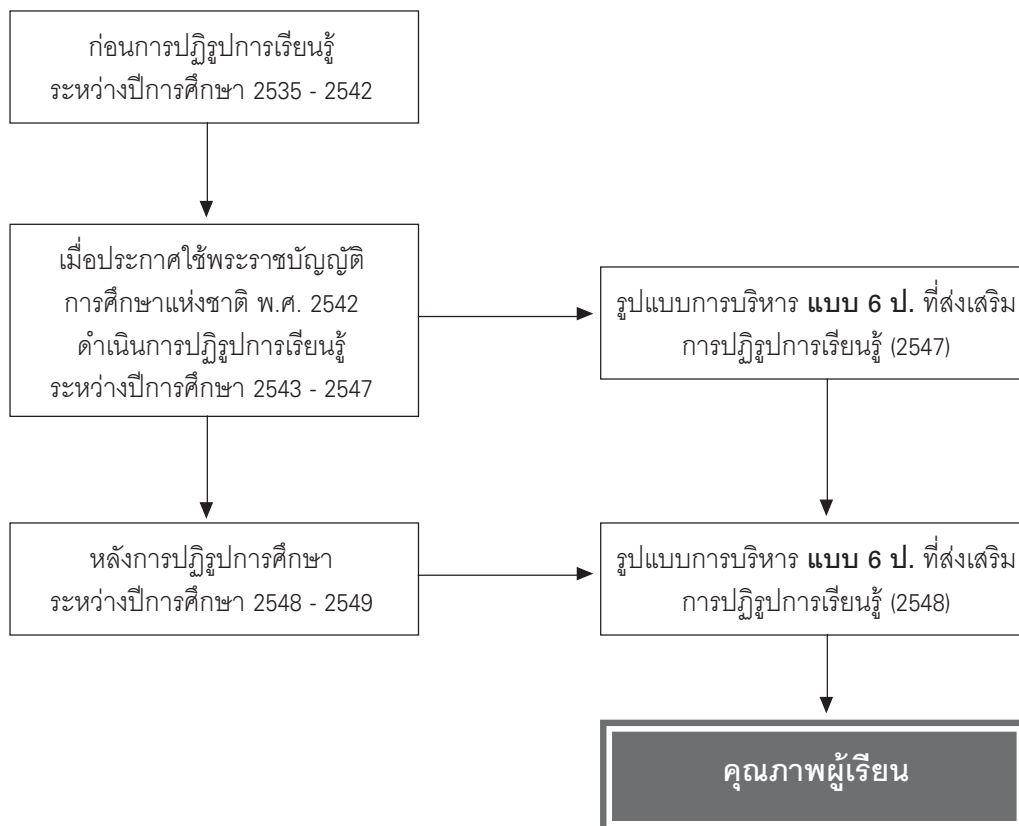 ก่อนการปฏิรูปการเรียนรู้
ระหว่างปีการศึกษา 2535 - 2542
เมื่อประกาศใช้พระราชบัญญัติ
การศึกษาแห่งชาติ พ.ศ. 2542
ดำเนินการปฏิรูปการเรียนรู้
ระหว่างปีการศึกษา 2543 - 2547
รูปแบบการบริหาร แบบ 6 ป. ที่ส่งเสริม
การปฏิรูปการเรียนรู้ (2547)
หลังการปฏิรูปการศึกษา
ระหว่างปีการศึกษา 2548 - 2549
รูปแบบการบริหาร แบบ 6 ป. ที่ส่งเสริม
การปฏิรูปการเรียนรู้ (2548)
คุณภาพผู้เรียน